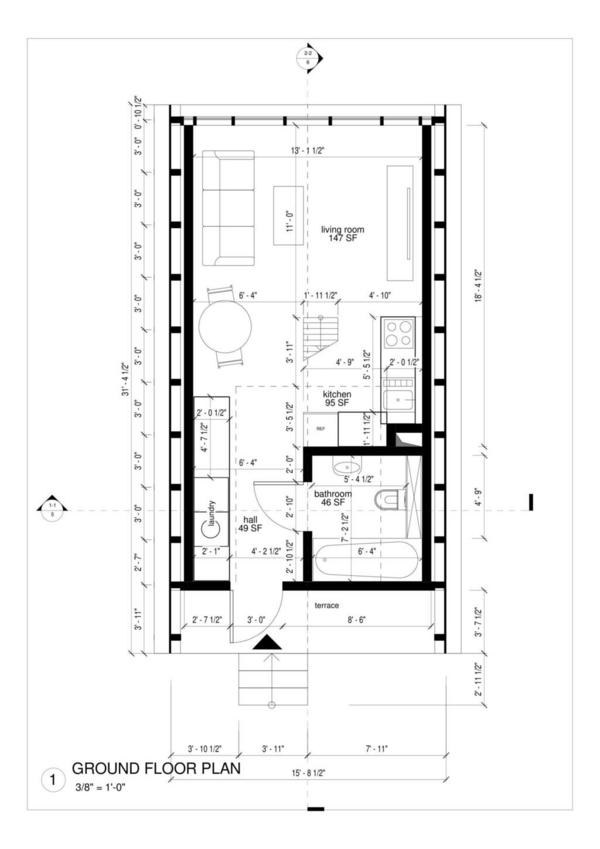 2-2
8
13' - 1 1/2"
0' - 10 1/2"
3' - 0"
3' - 0"
3' - 0"
3' - 0"
3' - 0"
3' - 0"
3' - 0"
3' - 0"
2' - 7"
3' - 11"
31' - 4 1/2"
11' - 0"
living room
147 SF
18' - 4 1/2"
6' - 4"
1' - 11 1/2"
4' - 10"
3' - 11"
4' - 9"
5' - 5 1/2"
2' - 0 1/2"
kitchen
95 SF
2' - 0 1/2"
4' - 7 1/2"
3' - 5 1/2"
REF
1' - 11 1/2"
6' - 4"
2' - 0"
5' - 4 1/2"
4' - 9"
1-1
8
laundry
hall
49 SF
2' - 10"
bathroom
46 SF
7' - 2 1/2"
2' - 1"
4' - 2 1/2"
2' - 10 1/2"
6' - 4"
terrace
2' - 7 1/2"
3' - 0"
8' - 6"
3' - 7 1/2"
2' - 11 1/2"
3' - 10 1/2"
3' - 11"
7' - 11"
15' - 8 1/2"
1
GROUND FLOOR PLAN
3/8" = 1'-0"